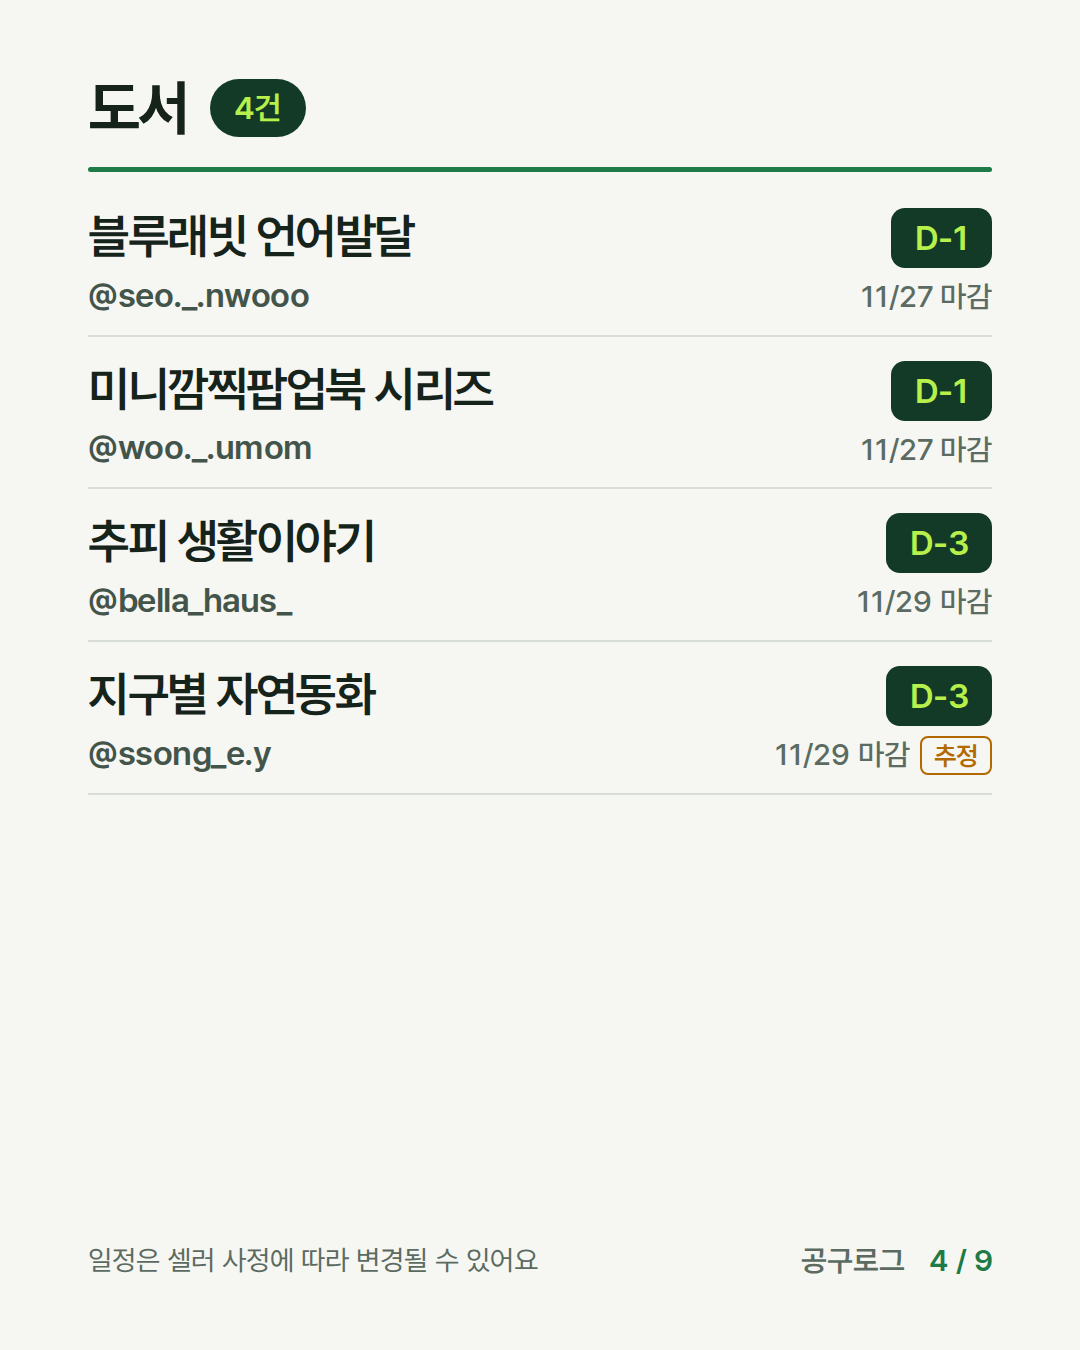 도서 4건
블루래빗 언어발달 D-1
@seo._.nwooo 11/27 마감
미니깜찍팝업북 시리즈 D-1
@woo._.umom 11/27 마감
추피 생활이야기 D-3
@bella_haus_ 11/29 마감
지구별 자연동화 D-3
@ssong_e.y 11/29 마감 추정
일정은 셀러 사정에 따라 변경될 수 있어요 공구로그 4 / 9